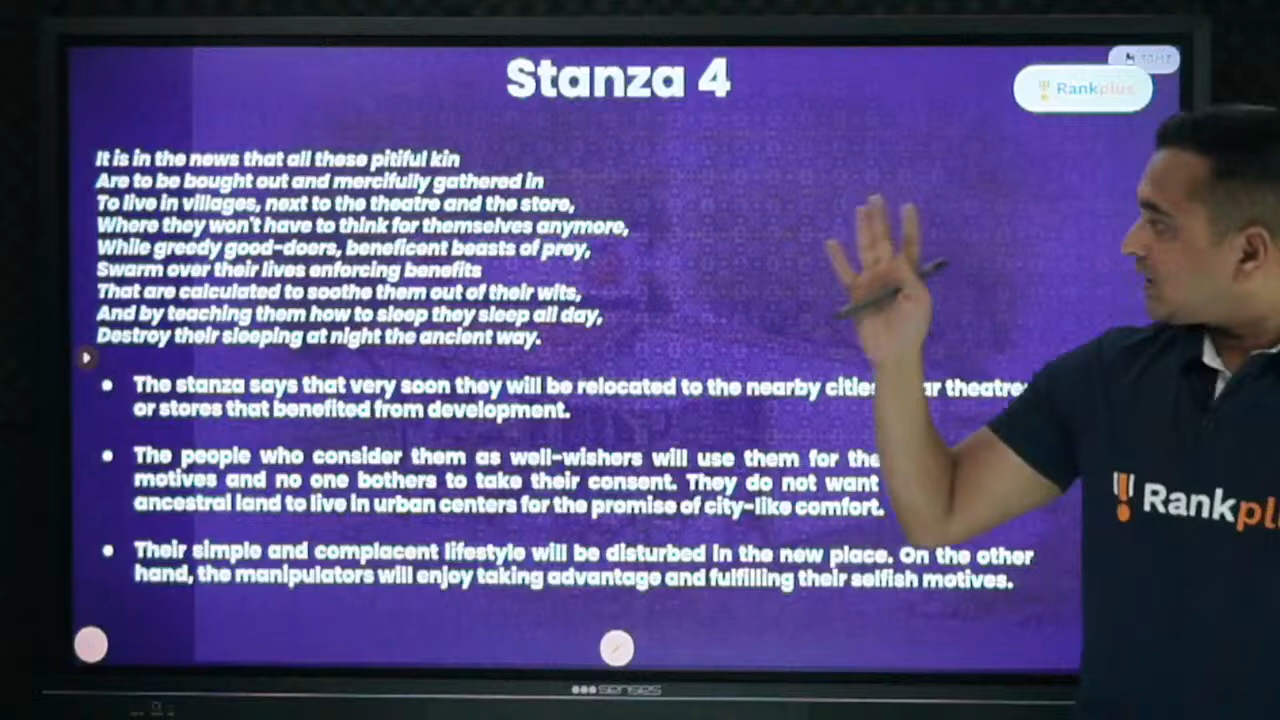 Stanza 4
Rankplus
It is in the news that all these pitiful kin
Are to be bought out and mercifully gathered in
To live in villages, next to the theatre and the store,
Where they won't have to think for themselves anymore,
While greedy good-doers, beneficent beasts of prey,
Swarm over their lives enforcing benefits
That are calculated to soothe them out of their wits,
And by teaching them how to sleep they sleep all day,
Destroy their sleeping at night the ancient way.
The stanza says that very soon they will be relocated to the nearby cities
or stores that benefited from development.
The people who consider them as well-wishers will use them for
motives and no one bothers to take their consent. They do not want
ancestral land to live in urban centers for the promise of city-like comfort.
Their simple and complacent lifestyle will be disturbed in the new place. On the other
hand, the manipulators will enjoy taking advantage and fulfilling their selfish motives.
Rankpl
senses